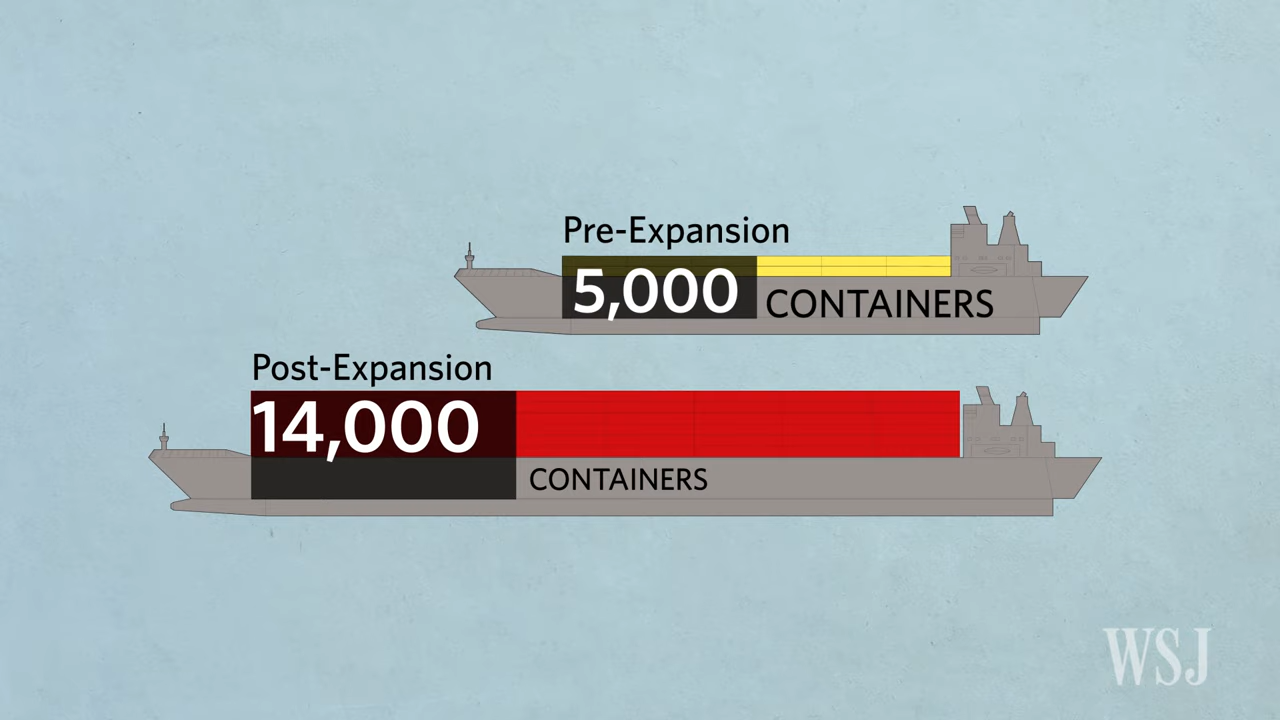 Pre-Expansion
5,000 CONTAINERS
Post-Expansion
14,000
CONTAINERS
WSJ